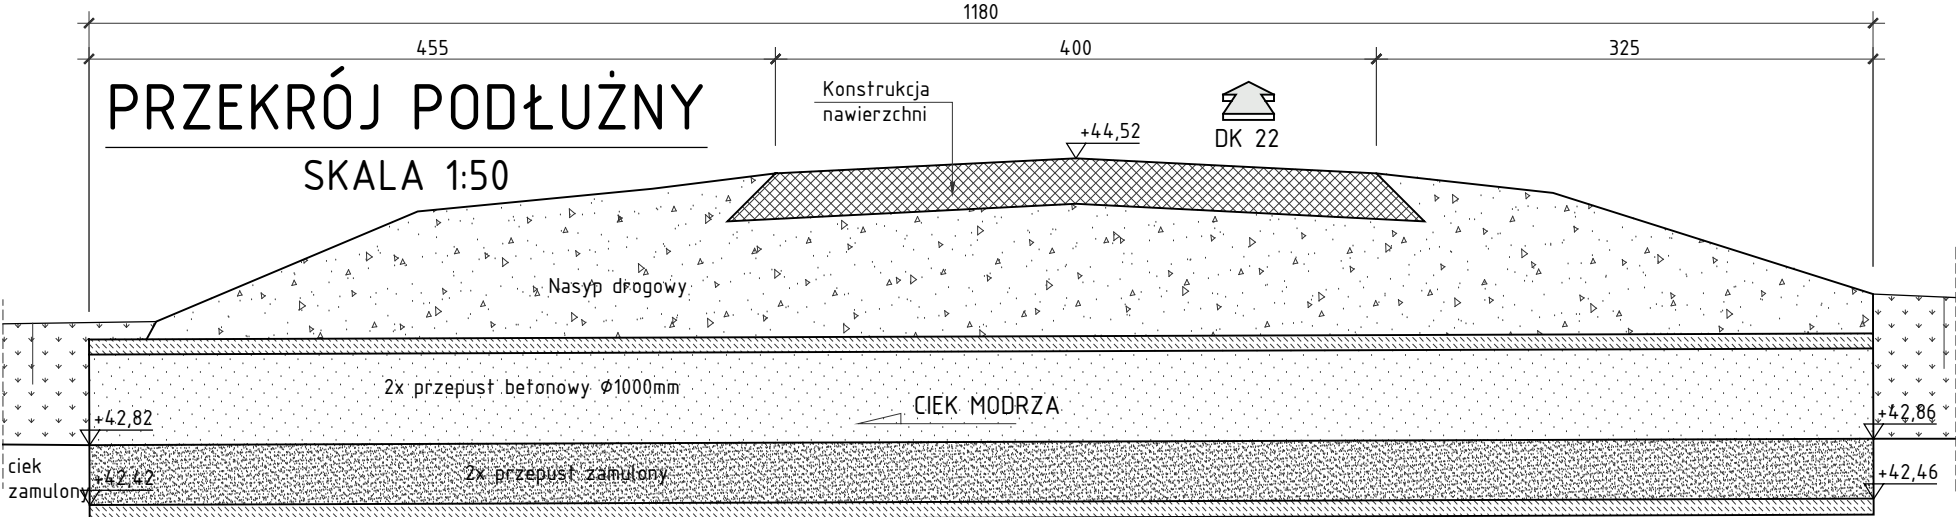 1180
455
400
325
PRZEKRÓJ PODŁUŻNY
SKALA 1:50
Konstrukcja
nawierzchni
+44,52
DK 22
Nasyp drogowy
2x przepust betonowy Ø1000mm
CIEK MODRZA
+42,82
+42,86
ciek
zamulony
+42,42
2x przepust zamulony
+42,46